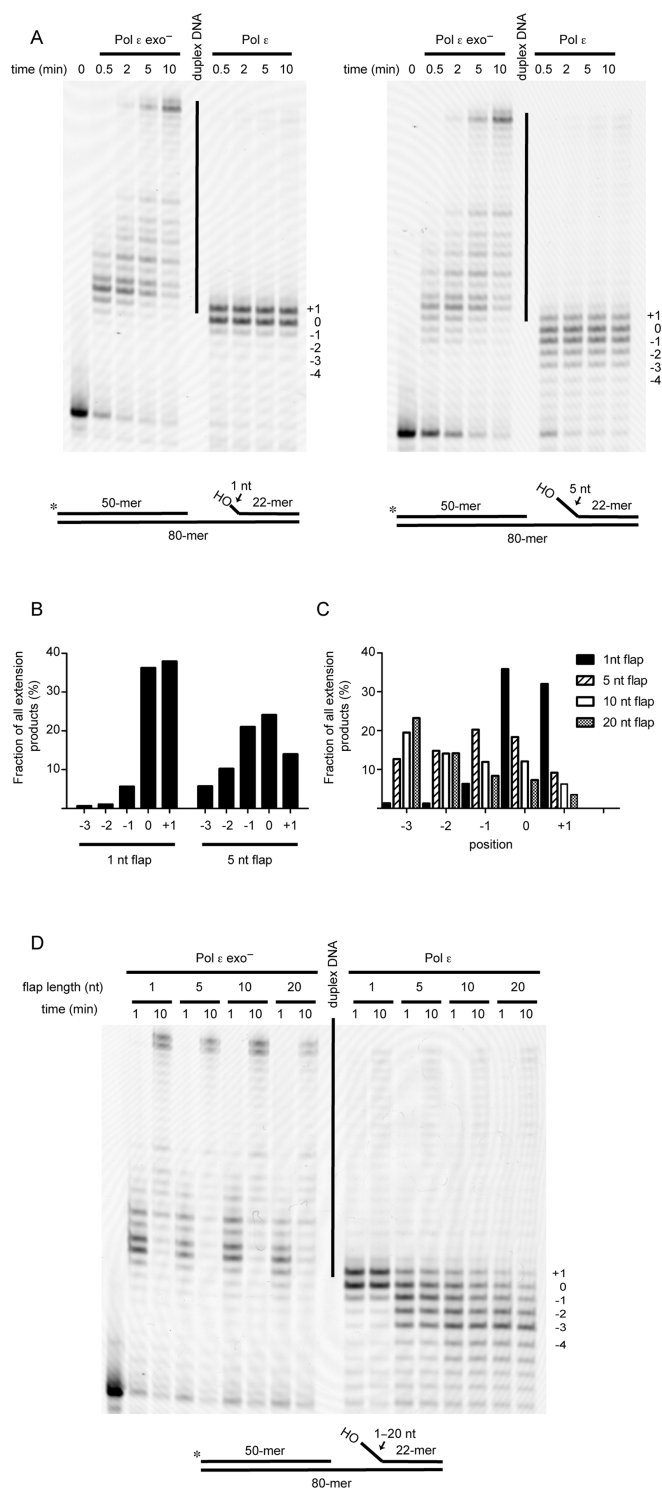 A
Pol ε exo– duplex DNA Pol ε
time (min) 0 0.5 2 5 10 0.5 2 5 10
+1
0
-1
-2
-3
-4
HO 1 nt
* 50-mer 22-mer
80-mer
Pol ε exo– duplex DNA Pol ε
time (min) 0 0.5 2 5 10 0.5 2 5 10
+1
0
-1
-2
-3
-4
HO 5 nt
* 50-mer 22-mer
80-mer
B
Fraction of all extension
products (%)
40
30
20
10
-3 -2 -1 0 +1 -3 -2 -1 0 +1
1 nt flap 5 nt flap
C
Fraction of all extension
products (%)
40
30
20
10
-3 -2 -1 0 +1
position
1nt flap
5 nt flap
10 nt flap
20 nt flap
D
Pol ε exo– duplex DNA Pol ε
flap length (nt) 1 5 10 20 1 5 10 20
time (min) 1 10 1 10 1 10 1 10 1 10 1 10 1 10 1 10
+1
0
-1
-2
-3
-4
HO 1–20 nt
* 50-mer 22-mer
80-mer